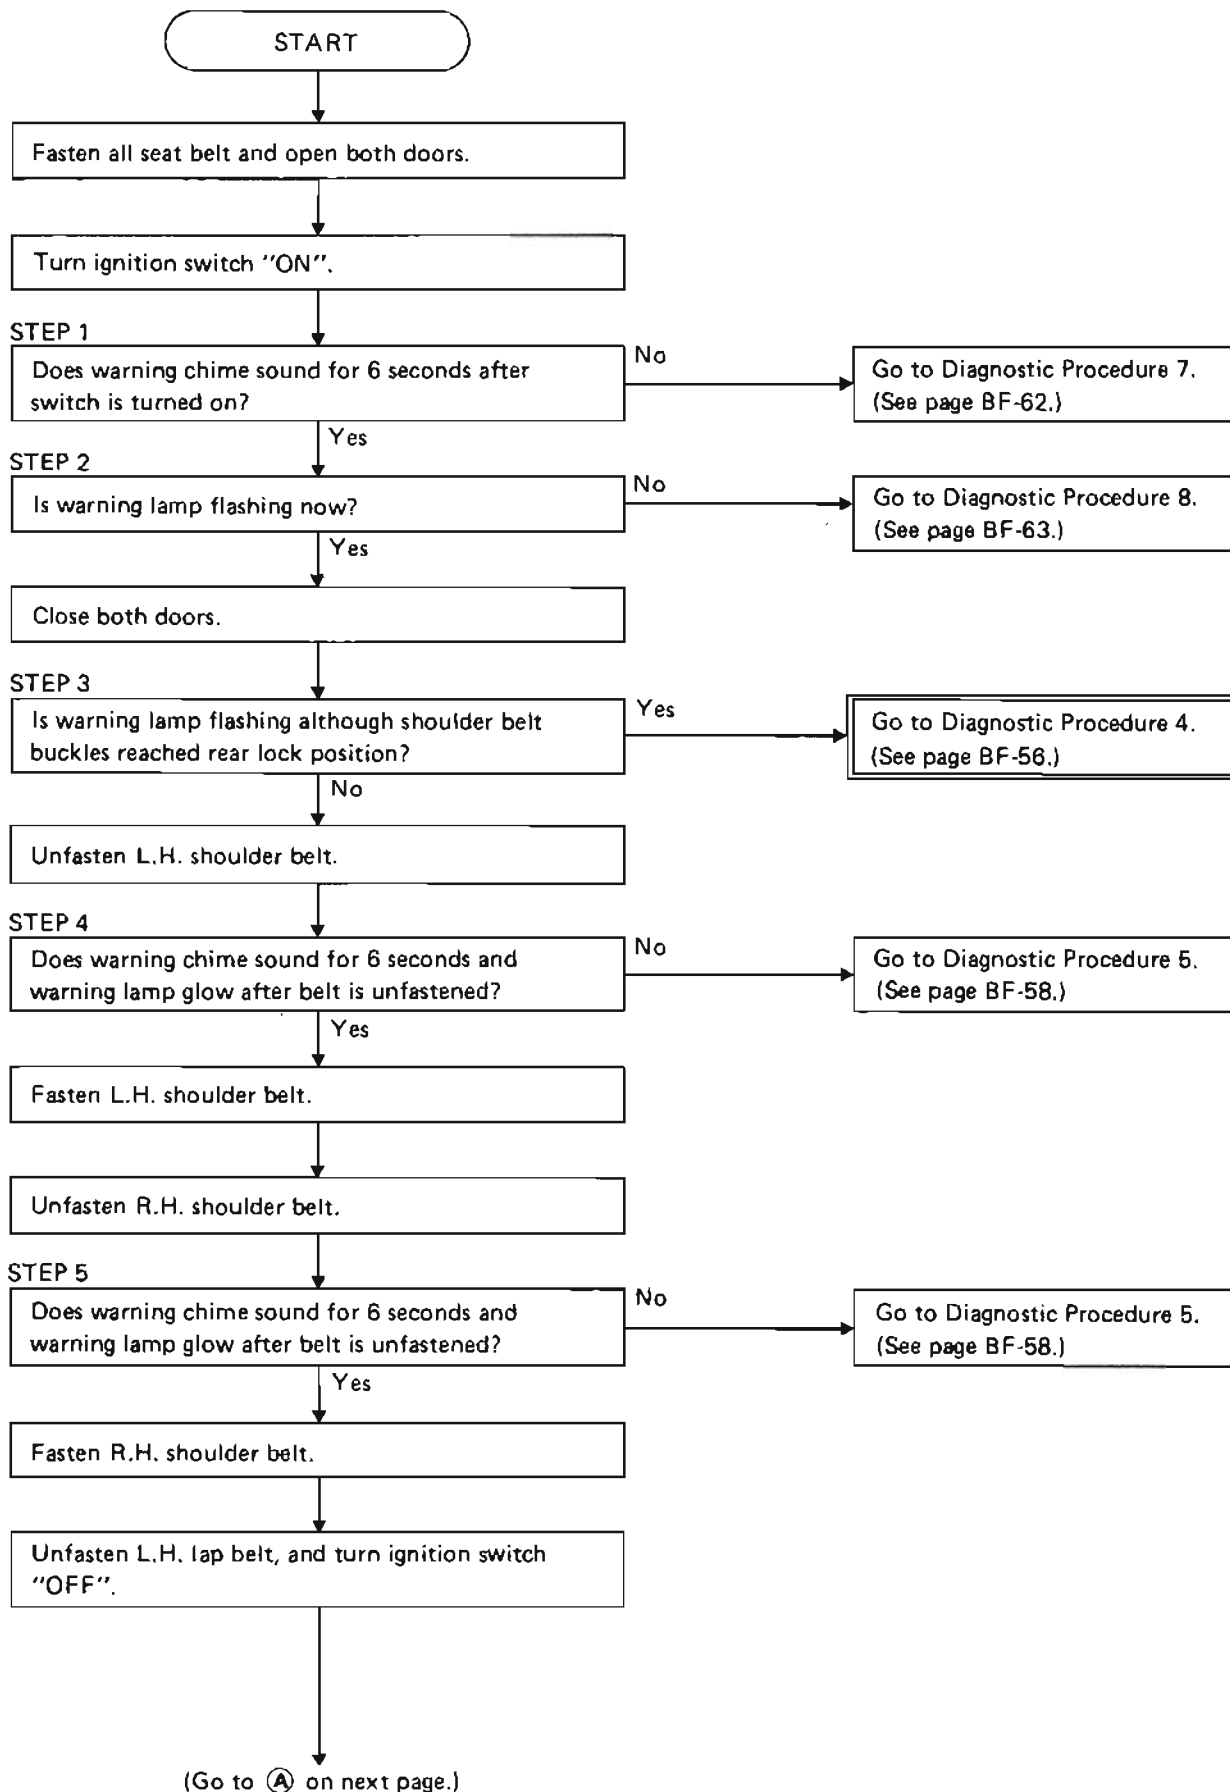 START
Fasten all seat belt and open both doors.
Turn ignition switch "ON".
STEP 1
Does warning chime sound for 6 seconds after
switch is turned on?
No
Go to Diagnostic Procedure 7.
(See page BF-62.)
Yes
STEP 2
Is warning lamp flashing now?
No
Go to Diagnostic Procedure 8.
(See page BF-63.)
Yes
Close both doors.
STEP 3
Is warning lamp flashing although shoulder belt
buckles reached rear lock position?
Yes
Go to Diagnostic Procedure 4.
(See page BF-56.)
No
Unfasten L.H. shoulder belt.
STEP 4
Does warning chime sound for 6 seconds and
warning lamp glow after belt is unfastened?
No
Go to Diagnostic Procedure 5.
(See page BF-58.)
Yes
Fasten L.H. shoulder belt.
Unfasten R.H. shoulder belt.
STEP 5
Does warning chime sound for 6 seconds and
warning lamp glow after belt is unfastened?
No
Go to Diagnostic Procedure 5.
(See page BF-58.)
Yes
Fasten R.H. shoulder belt.
Unfasten L.H. lap belt, and turn ignition switch
"OFF".
(Go to Ⓐ on next page.)